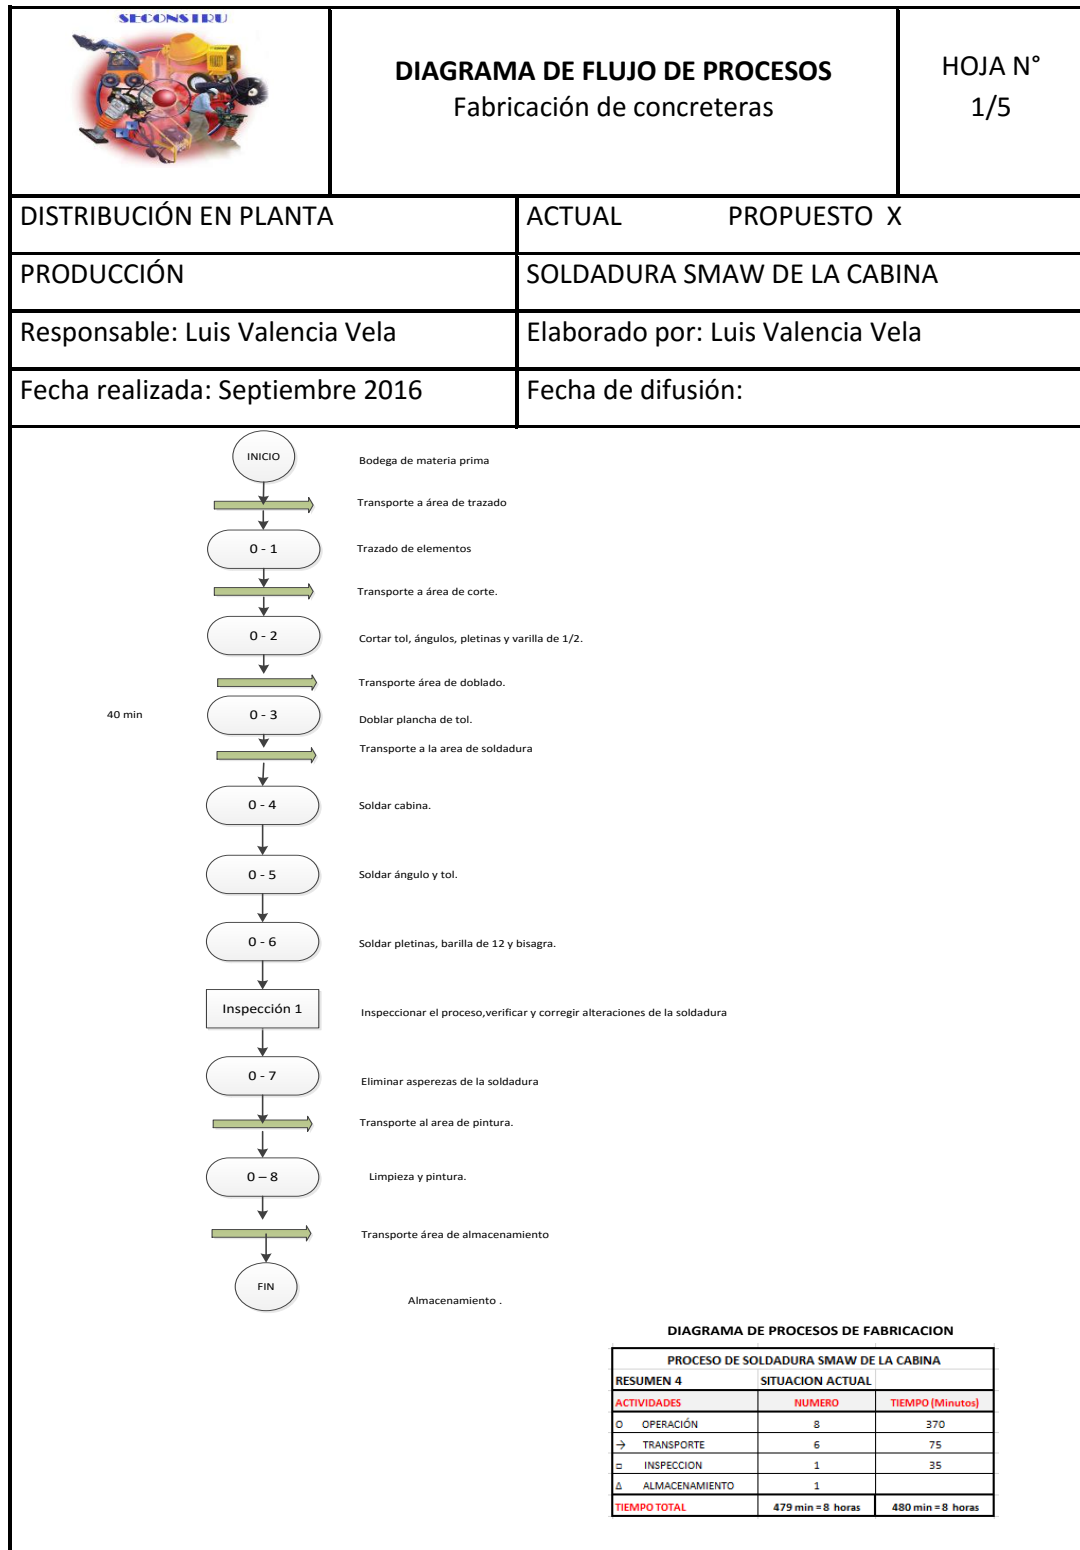 SECONSTRU
DIAGRAMA DE FLUJO DE PROCESOS
Fabricación de concreteras
HOJA N°
1/5
DISTRIBUCIÓN EN PLANTA
ACTUAL PROPUESTO X
PRODUCCIÓN
SOLDADURA SMAW DE LA CABINA
Responsable: Luis Valencia Vela
Elaborado por: Luis Valencia Vela
Fecha realizada: Septiembre 2016
Fecha de difusión:
INICIO
Bodega de materia prima
Transporte a área de trazado
0 - 1
Trazado de elementos
Transporte a área de corte.
0 - 2
Cortar tol, ángulos, pletinas y varilla de 1/2.
Transporte área de doblado.
40 min
0 - 3
Doblar plancha de tol.
Transporte a la area de soldadura
0 - 4
Soldar cabina.
0 - 5
Soldar ángulo y tol.
0 - 6
Soldar pletinas, barilla de 12 y bisagra.
Inspección 1
Inspeccionar el proceso,verificar y corregir alteraciones de la soldadura
0 - 7
Eliminar asperezas de la soldadura
Transporte al area de pintura.
0 – 8
Limpieza y pintura.
Transporte área de almacenamiento
FIN
Almacenamiento .
DIAGRAMA DE PROCESOS DE FABRICACION
PROCESO DE SOLDADURA SMAW DE LA CABINA
RESUMEN 4 SITUACION ACTUAL
ACTIVIDADES NUMERO TIEMPO (Minutos)
O OPERACIÓN 8 370
→ TRANSPORTE 6 75
□ INSPECCION 1 35
Δ ALMACENAMIENTO 1
TIEMPO TOTAL 479 min = 8 horas 480 min = 8 horas